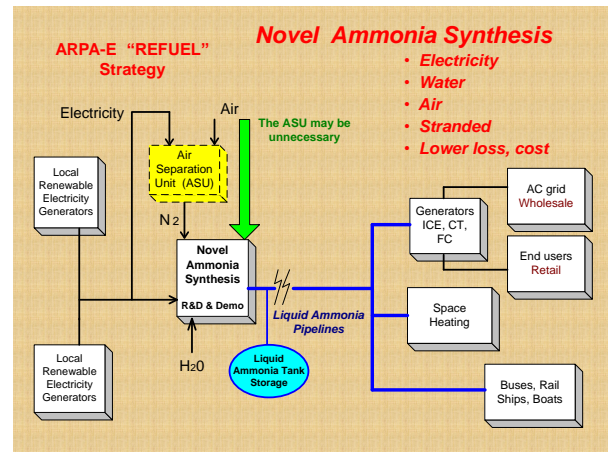 ARPA-E “REFUEL”
Strategy
Novel Ammonia Synthesis
• Electricity
• Water
• Air
• Stranded
• Lower loss, cost
Electricity
Air
The ASU may be
unnecessary
Air
Separation
Unit (ASU)
Local
Renewable
Electricity
Generators
N2
Novel
Ammonia
Synthesis
R&D & Demo
Generators
ICE, CT,
FC
AC grid
Wholesale
End users
Retail
Liquid Ammonia
Pipelines
Space
Heating
Local
Renewable
Electricity
Generators
H20
Liquid
Ammonia Tank
Storage
Buses, Rail
Ships, Boats